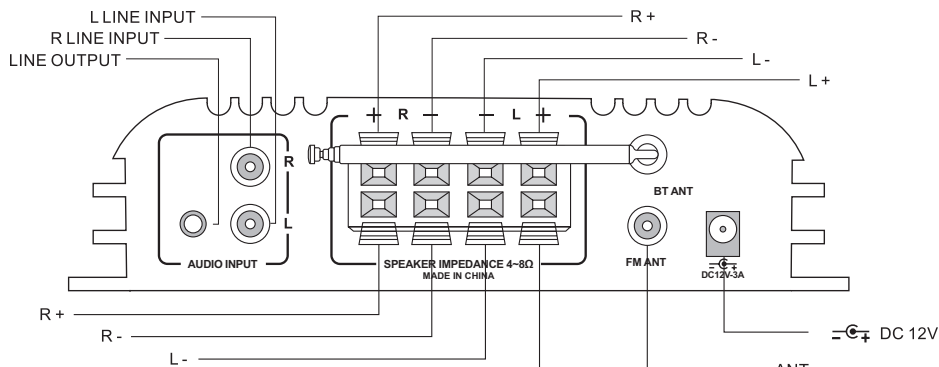 L LINE INPUT
R LINE INPUT
LINE OUTPUT
R +
R -
L -
L +
+ R - - L +
R
L
AUDIO INPUT
SPEAKER IMPEDANCE 4~8Ω
MADE IN CHINA
BT ANT
FM ANT
- +
DC12V-3A
R +
R -
L -
- + DC 12V
ANT